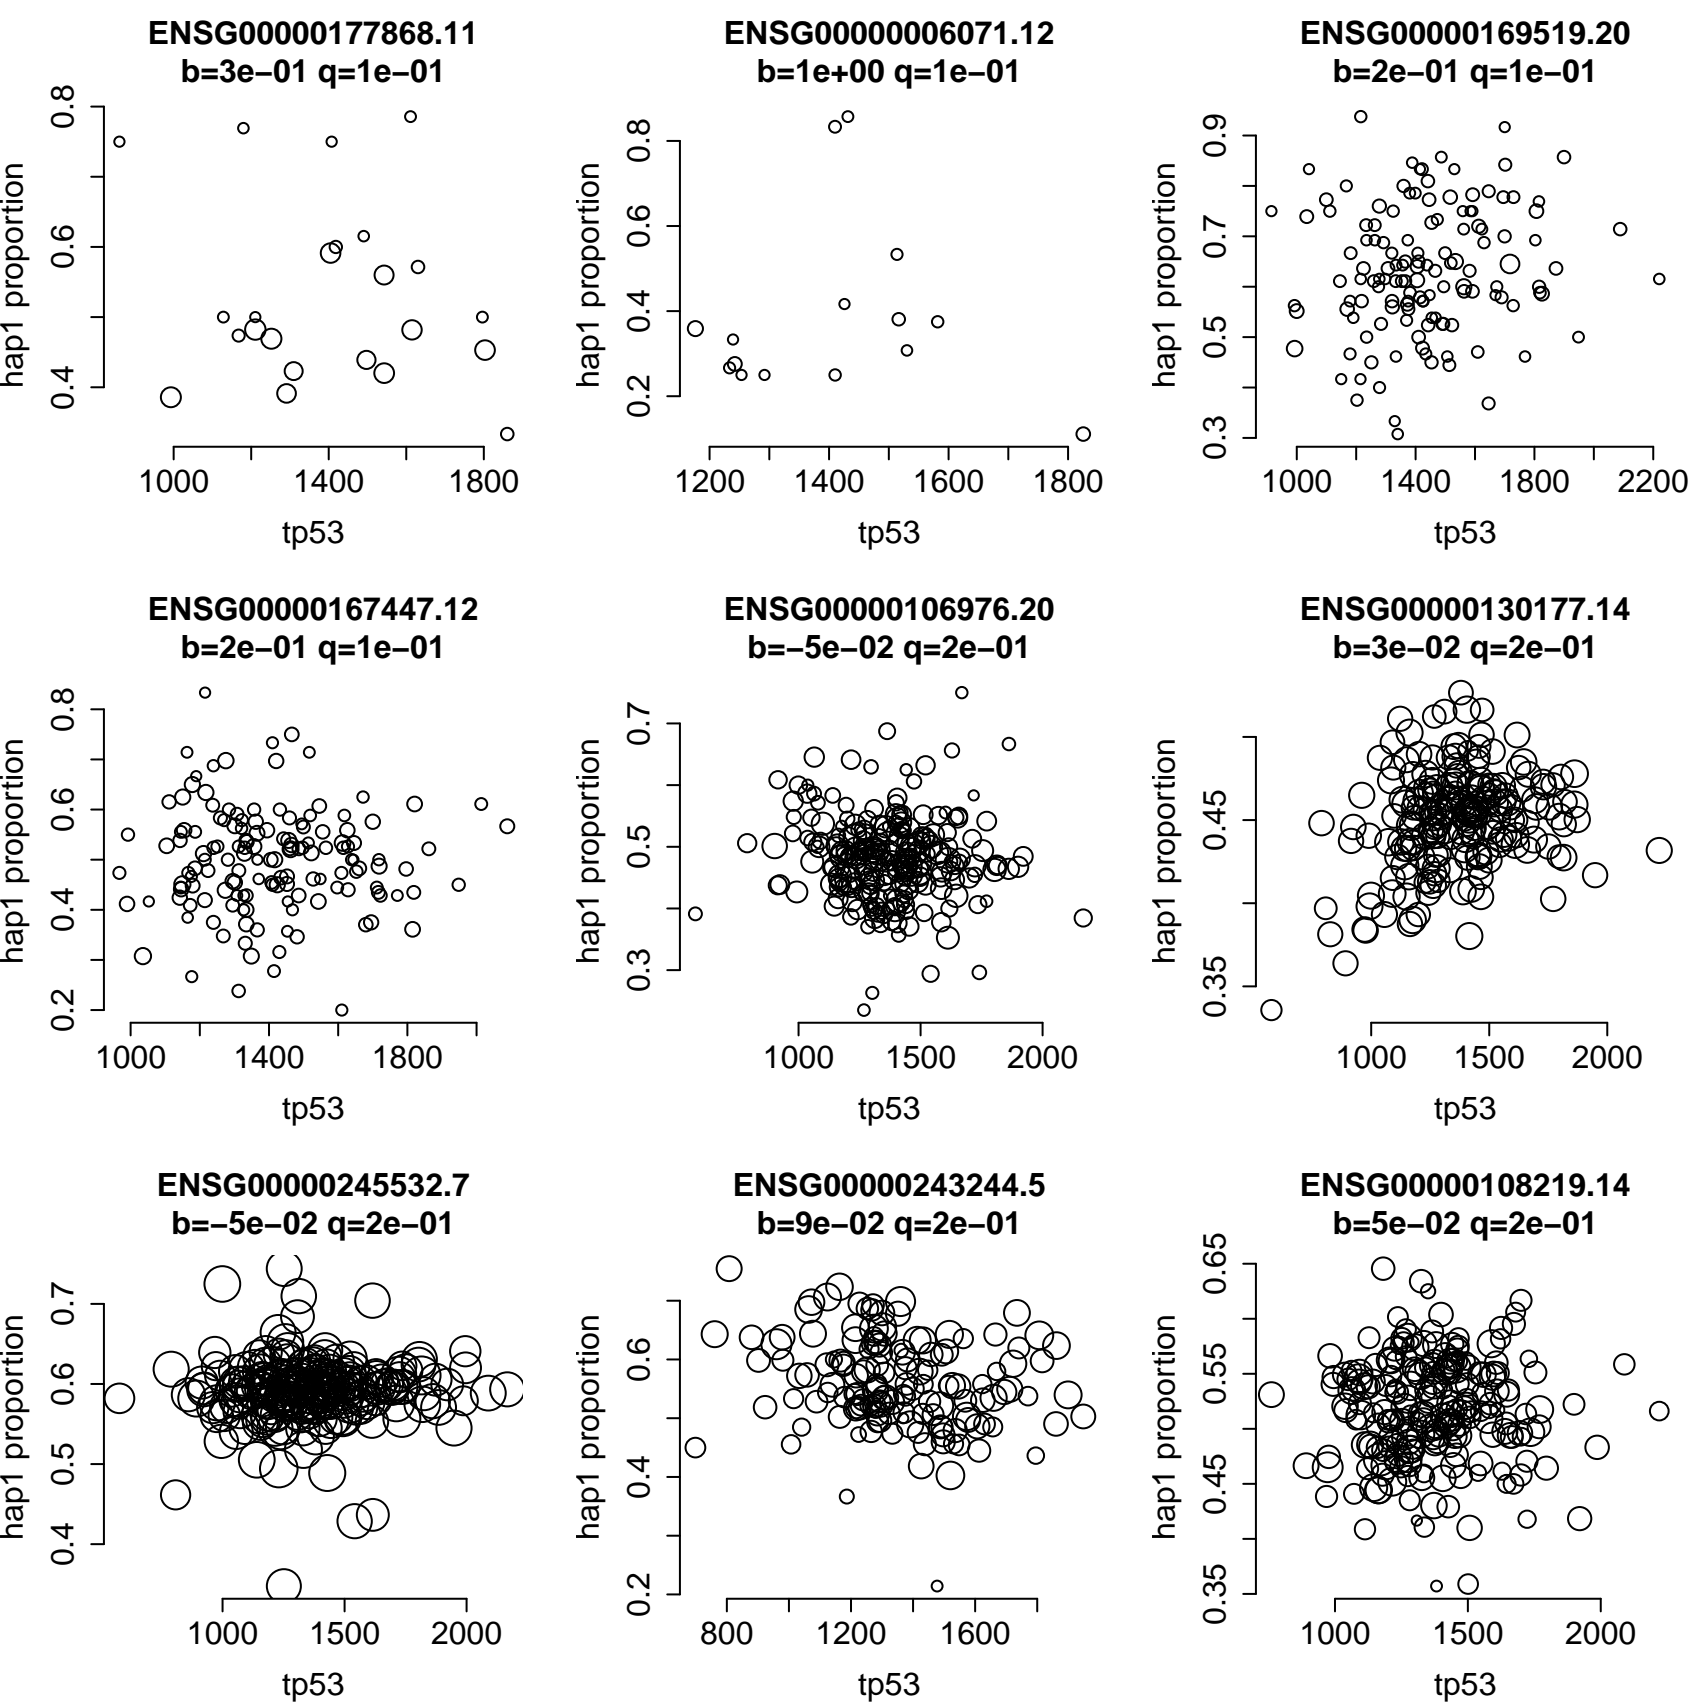 ENSG00000177868.11
b=3e−01 q=1e−01
hap1 proportion
0.4 0.6 0.8
1000 1400 1800
tp53
ENSG00000006071.12
b=1e+00 q=1e−01
hap1 proportion
0.2 0.4 0.6 0.8
1200 1400 1600 1800
tp53
ENSG00000169519.20
b=2e−01 q=1e−01
hap1 proportion
0.3 0.5 0.7 0.9
1000 1400 1800 2200
tp53
ENSG00000167447.12
b=2e−01 q=1e−01
hap1 proportion
0.2 0.4 0.6 0.8
1000 1400 1800
tp53
ENSG00000106976.20
b=−5e−02 q=2e−01
hap1 proportion
0.3 0.5 0.7
1000 1500 2000
tp53
ENSG00000130177.14
b=3e−02 q=2e−01
hap1 proportion
0.35 0.45
1000 1500 2000
tp53
ENSG00000245532.7
b=−5e−02 q=2e−01
hap1 proportion
0.4 0.5 0.6 0.7
1000 1500 2000
tp53
ENSG00000243244.5
b=9e−02 q=2e−01
hap1 proportion
0.2 0.4 0.6
800 1200 1600
tp53
ENSG00000108219.14
b=5e−02 q=2e−01
hap1 proportion
0.35 0.45 0.55 0.65
1000 1500 2000
tp53